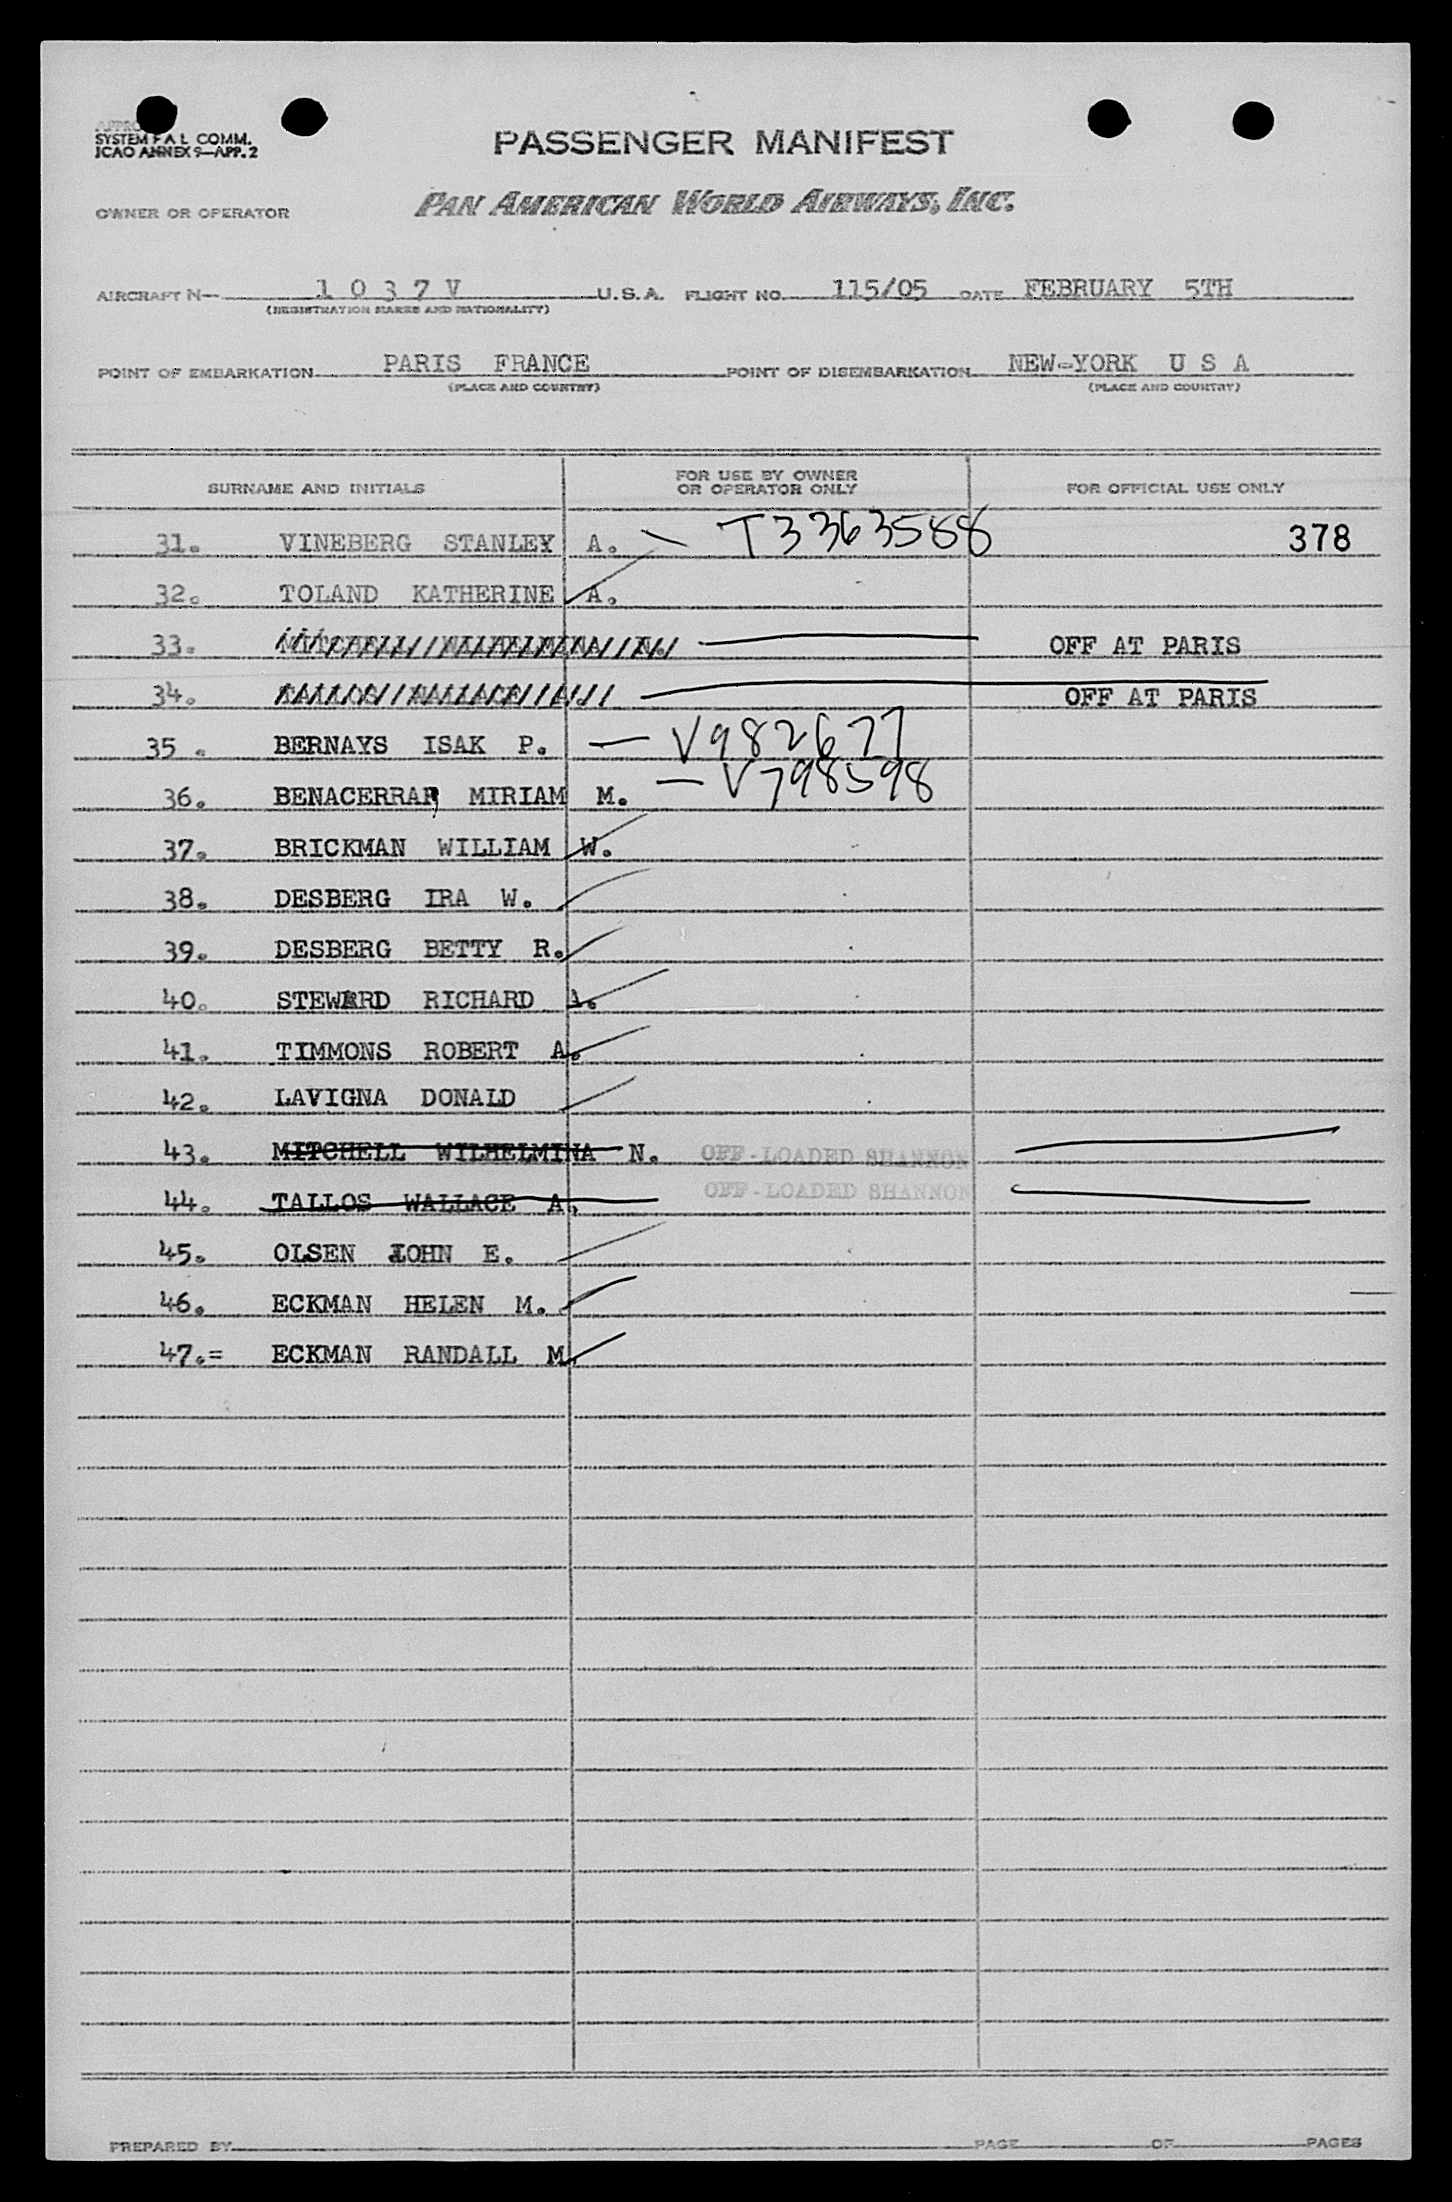 SYSTEM F A L COMM.
ICAO ANNEX 9—APP. 2
PASSENGER MANIFEST
OWNER OR OPERATOR PAN AMERICAN WORLD AIRWAYS, INC.
AIRCRAFT N— 1 0 3 7 V U.S.A. FLIGHT NO. 115/05 DATE FEBRUARY 5TH
(REGISTRATION MARKS AND NATIONALITY)
POINT OF EMBARKATION PARIS FRANCE POINT OF DISEMBARKATION NEW-YORK U S A
(PLACE AND COUNTRY) (PLACE AND COUNTRY)
SURNAME AND INITIALS FOR USE BY OWNER OR OPERATOR ONLY FOR OFFICIAL USE ONLY
31. VINEBERG STANLEY A. T3363588 378
32. TOLAND KATHERINE A.
33. MITCHELL WILHELMINA N. OFF AT PARIS
34. TALLOS WALLACE A. OFF AT PARIS
35. BERNAYS ISAK P. — V982677
36. BENACERRAF MIRIAM M. — V798598
37. BRICKMAN WILLIAM W.
38. DESBERG IRA W.
39. DESBERG BETTY R.
40. STEWARD RICHARD A.
41. TIMMONS ROBERT A.
42. LAVIGNA DONALD
43. MITCHELL WILHELMINA N. OFF-LOADED SHANNON
44. TALLOS WALLACE A. OFF-LOADED SHANNON
45. OLSEN JOHN E.
46. ECKMAN HELEN M.
47.= ECKMAN RANDALL M.
PREPARED BY PAGE OF PAGES